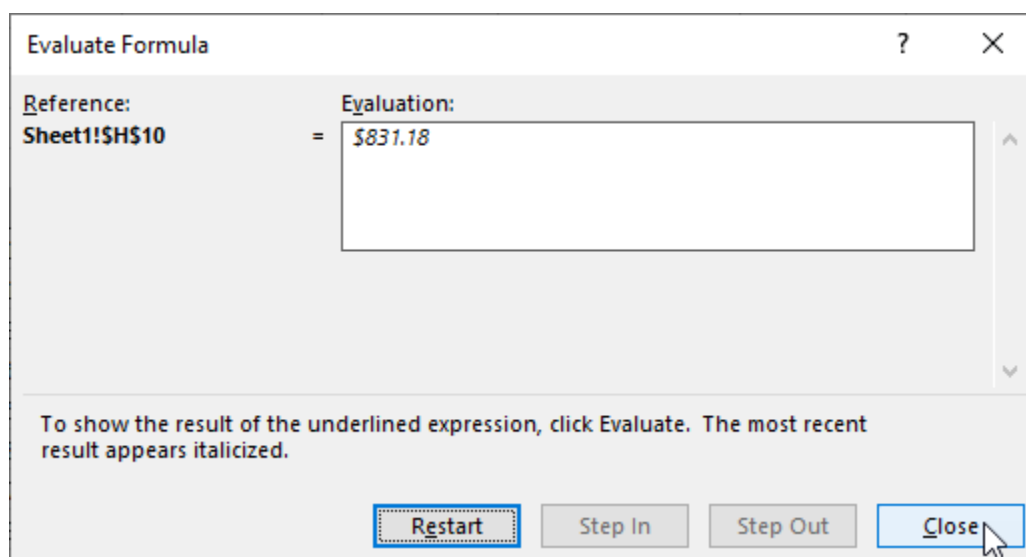 Evaluate Formula
?
Reference:
Evaluation:
Sheet1!$H$10
=
$831.18
To show the result of the underlined expression, click Evaluate.  The most recent
result appears italicized.
Restart
Step In
Step Out
Close